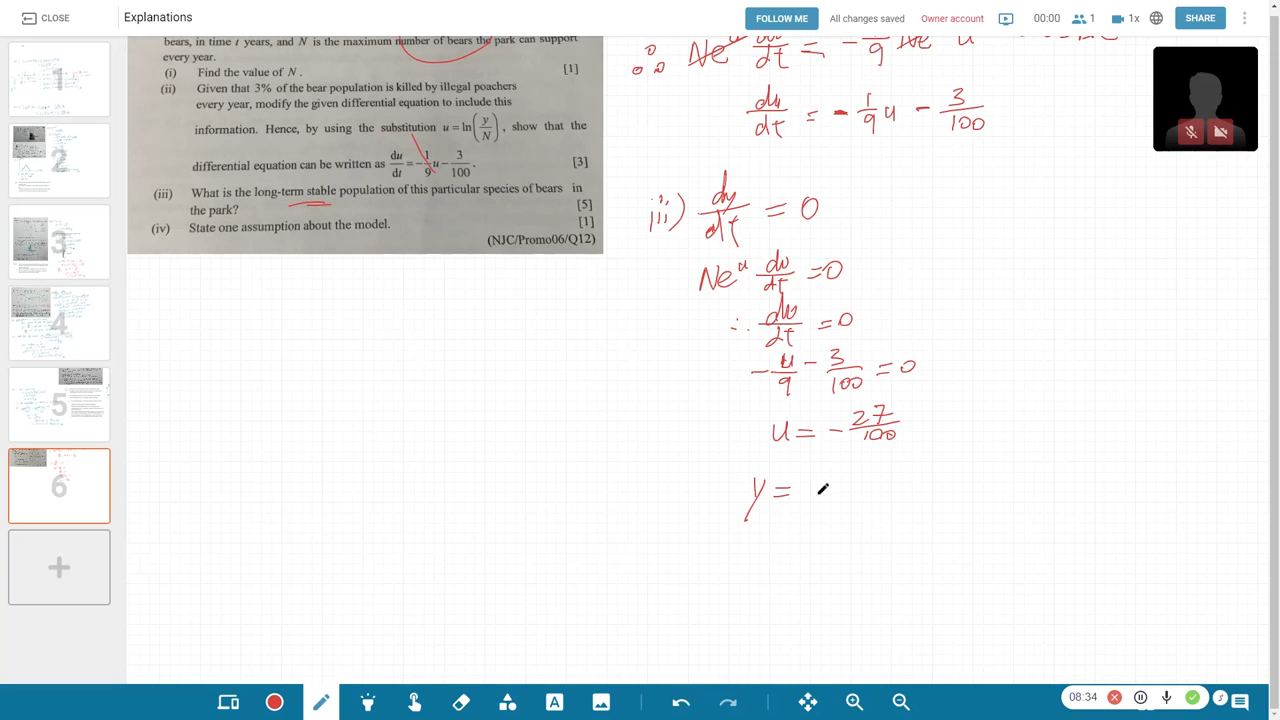 CLOSE
Explanations
FOLLOW ME
All changes saved
Owner account
00:00
1
1x
SHARE
bears, in time t years, and N is the maximum number of bears the park can support
every year.
(i) Find the value of N. [1]
(ii) Given that 3% of the bear population is killed by illegal poachers
every year, modify the given differential equation to include this
information. Hence, by using the substitution u = ln(y/N), show that the
differential equation can be written as du/dt = -1/9 u - 3/100. [3]
(iii) What is the long-term stable population of this particular species of bears in
the park? [5]
(iv) State one assumption about the model. [1]
(NJC/Promo06/Q12)
du/dt = - 1/9 u - 3/100
iii) dy/dt = 0
Ne^u du/dt = 0
∴ du/dt = 0
- u/9 - 3/100 = 0
u = - 27/100
y =
1
2
3
4
5
6
+
A
08:34